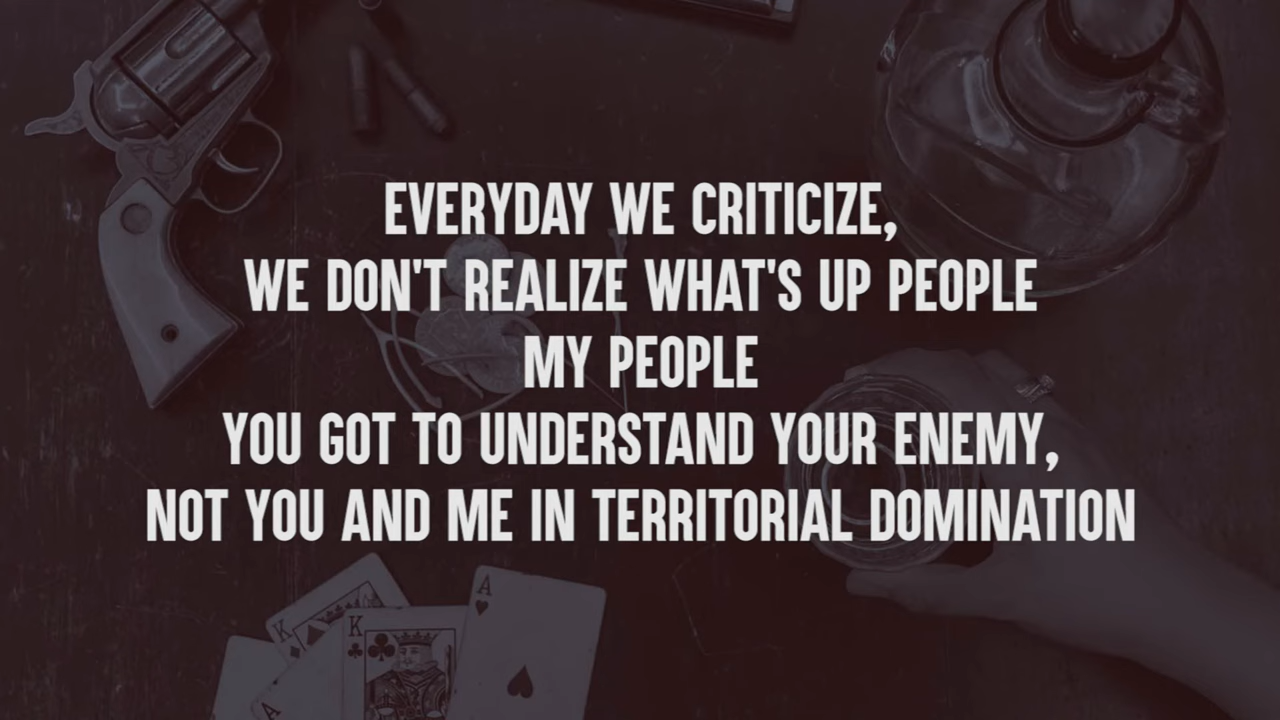 EVERYDAY WE CRITICIZE,
WE DON'T REALIZE WHAT'S UP PEOPLE
MY PEOPLE
YOU GOT TO UNDERSTAND YOUR ENEMY,
NOT YOU AND ME IN TERRITORIAL DOMINATION
K
K
A
A